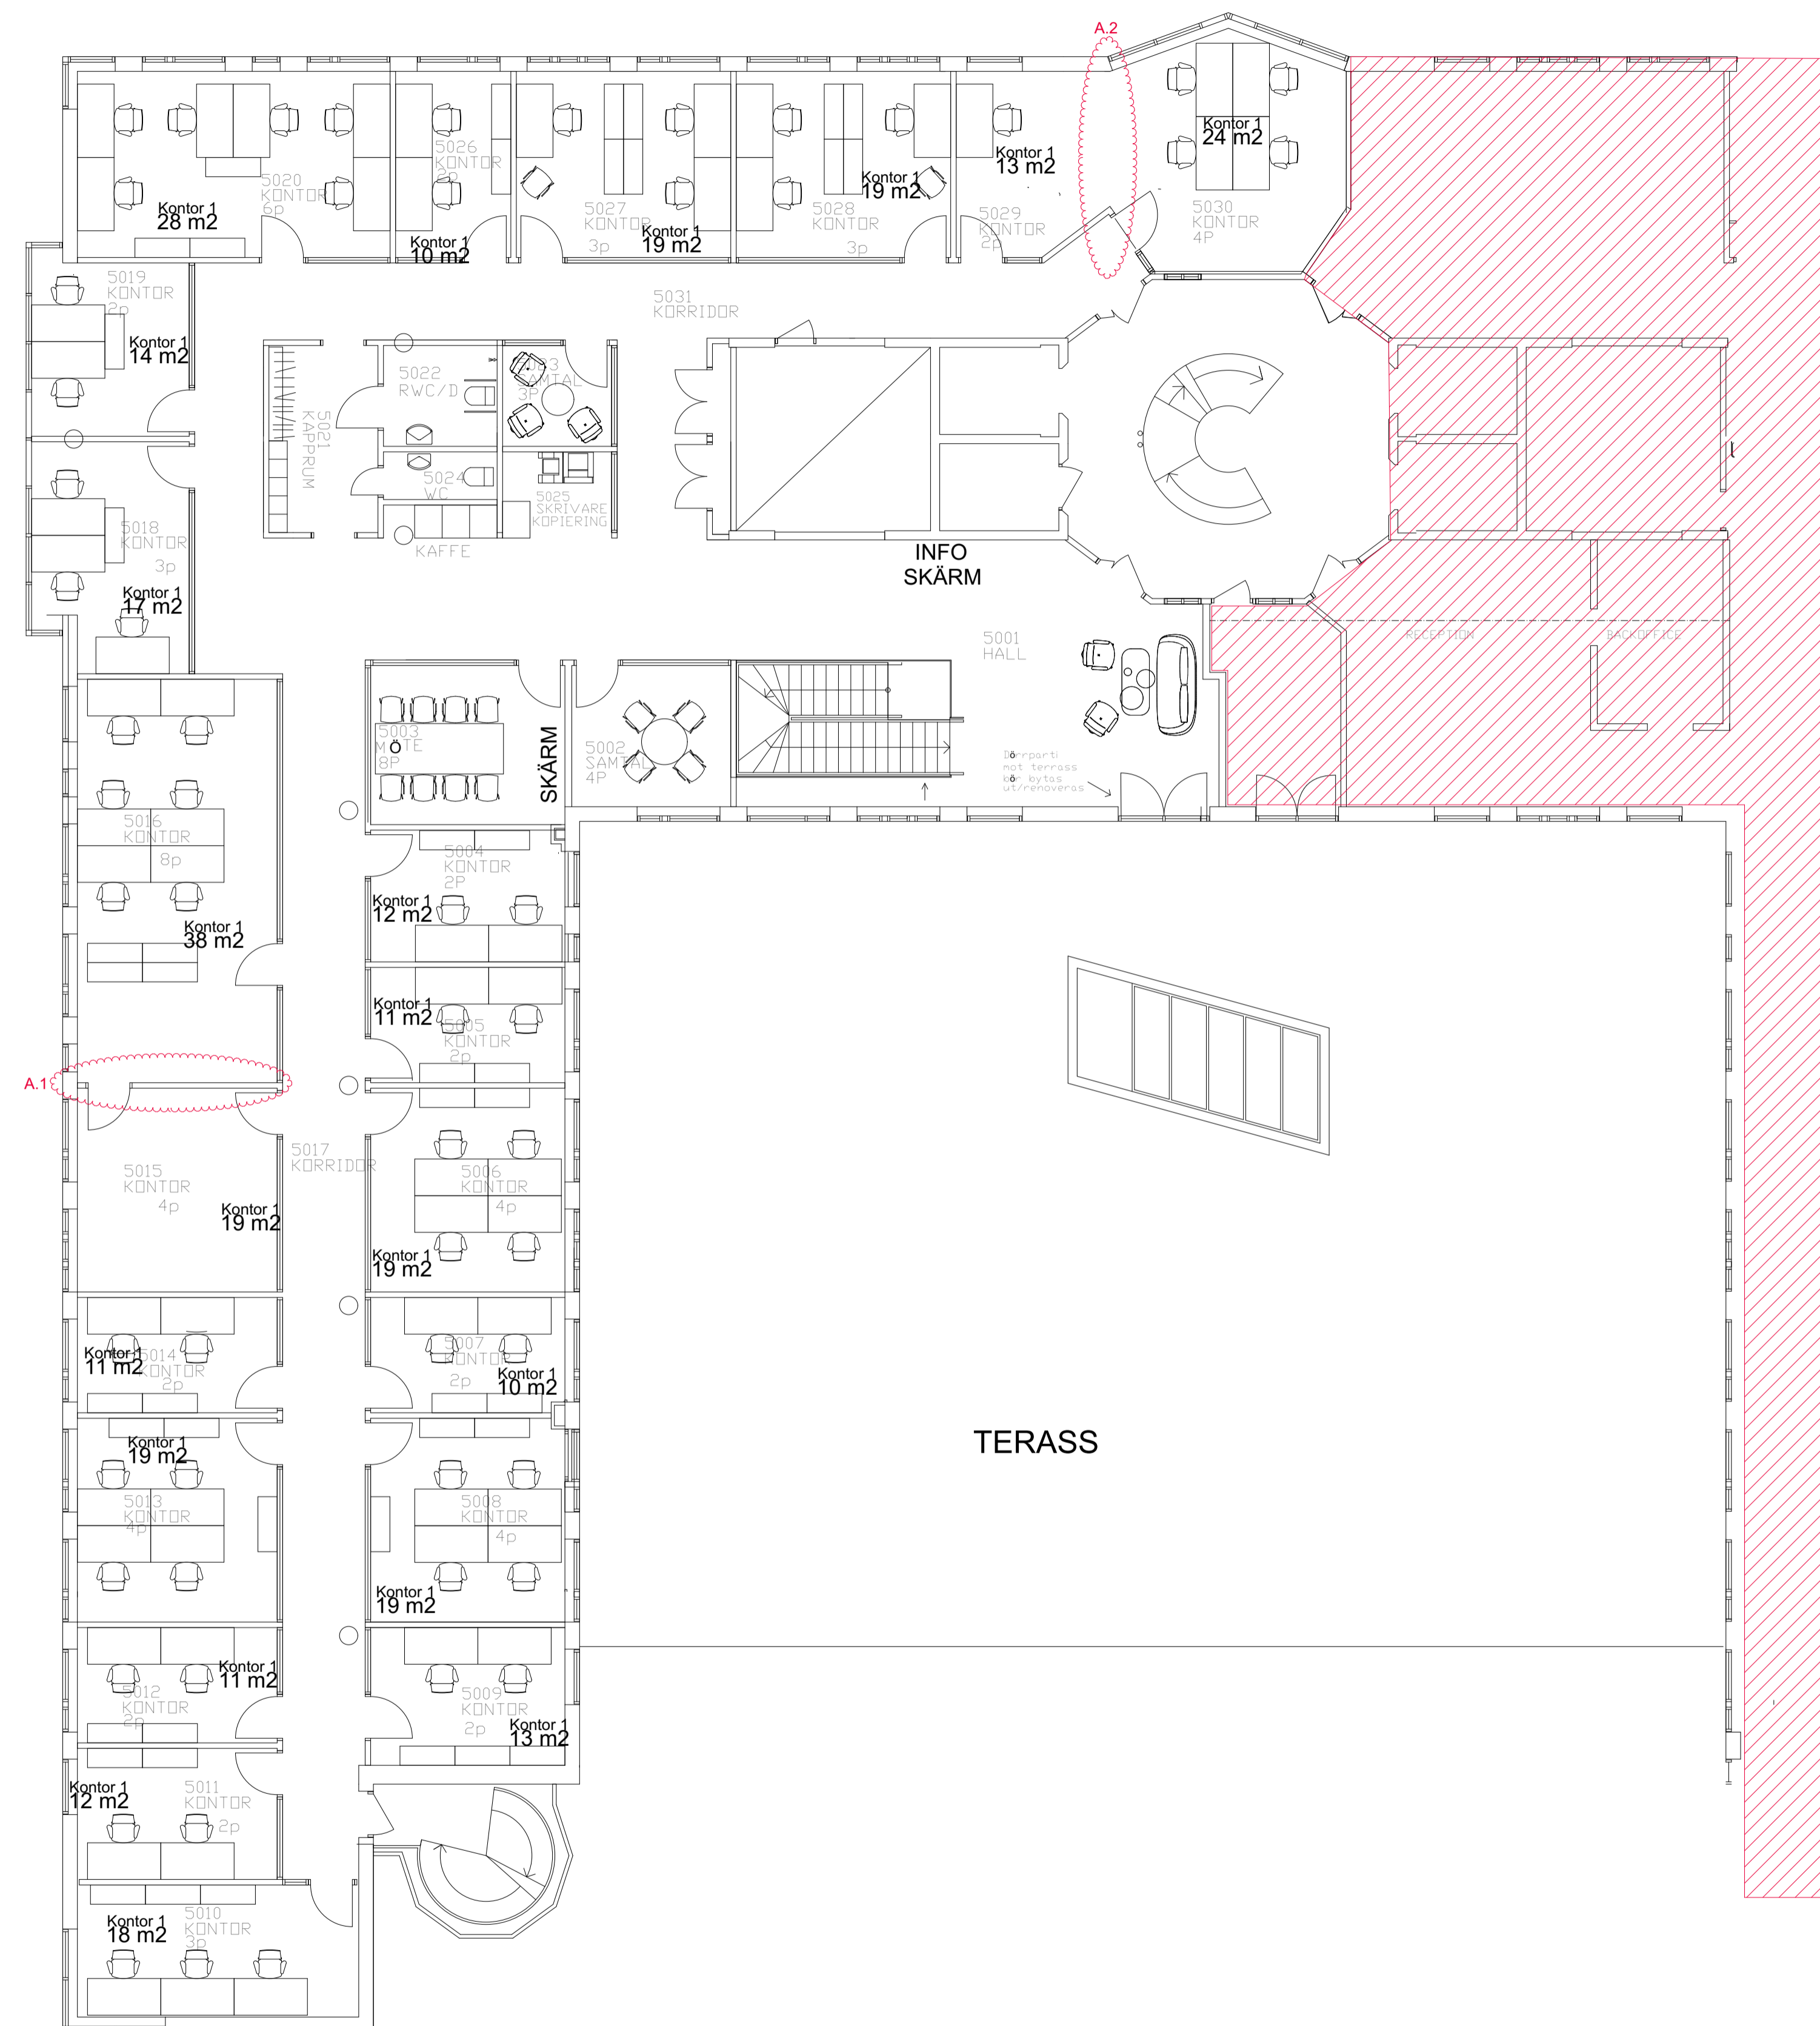 A.2
5026
KONTOR
2p
5020
KONTOR
6p
Kontor 1
28 m2
Kontor 1
10 m2
5027
KONTOR
3p
Kontor 1
19 m2
5028
KONTOR
3p
Kontor 1
19 m2
Kontor 1
13 m2
5029
KONTOR
2p
Kontor 1
24 m2
5030
KONTOR
4P
5019
KONTOR
2p
Kontor 1
14 m2
5031
KORRIDOR
5021
KAPPRUM
5022
RWC/D
5023
SAMTAL
3P
5024
WC
5025
SKRIVARE
KOPIERING
KAFFE
5018
KONTOR
3p
Kontor 1
17 m2
INFO
SKÄRM
5001
HALL
RECEPTION
BACKOFFICE
5003
MÖTE
8P
SKÄRM
5002
SAMTAL
4P
Dörrparti
mot terrass
bör bytas
ut/renoveras
5016
KONTOR
8p
Kontor 1
38 m2
5004
KONTOR
2P
Kontor 1
12 m2
Kontor 1
11 m2
5005
KONTOR
2p
A.1
5015
KONTOR
4p
Kontor 1
19 m2
5017
KORRIDOR
5006
KONTOR
4p
Kontor 1
19 m2
Kontor 1
11 m2
5014
KONTOR
2p
5007
KONTOR
2p
Kontor 1
10 m2
TERASS
Kontor 1
19 m2
5013
KONTOR
4p
5008
KONTOR
4p
Kontor 1
19 m2
Kontor 1
11 m2
5012
KONTOR
2p
5009
KONTOR
2p
Kontor 1
13 m2
Kontor 1
12 m2
5011
KONTOR
2p
Kontor 1
18 m2
5010
KONTOR
3p